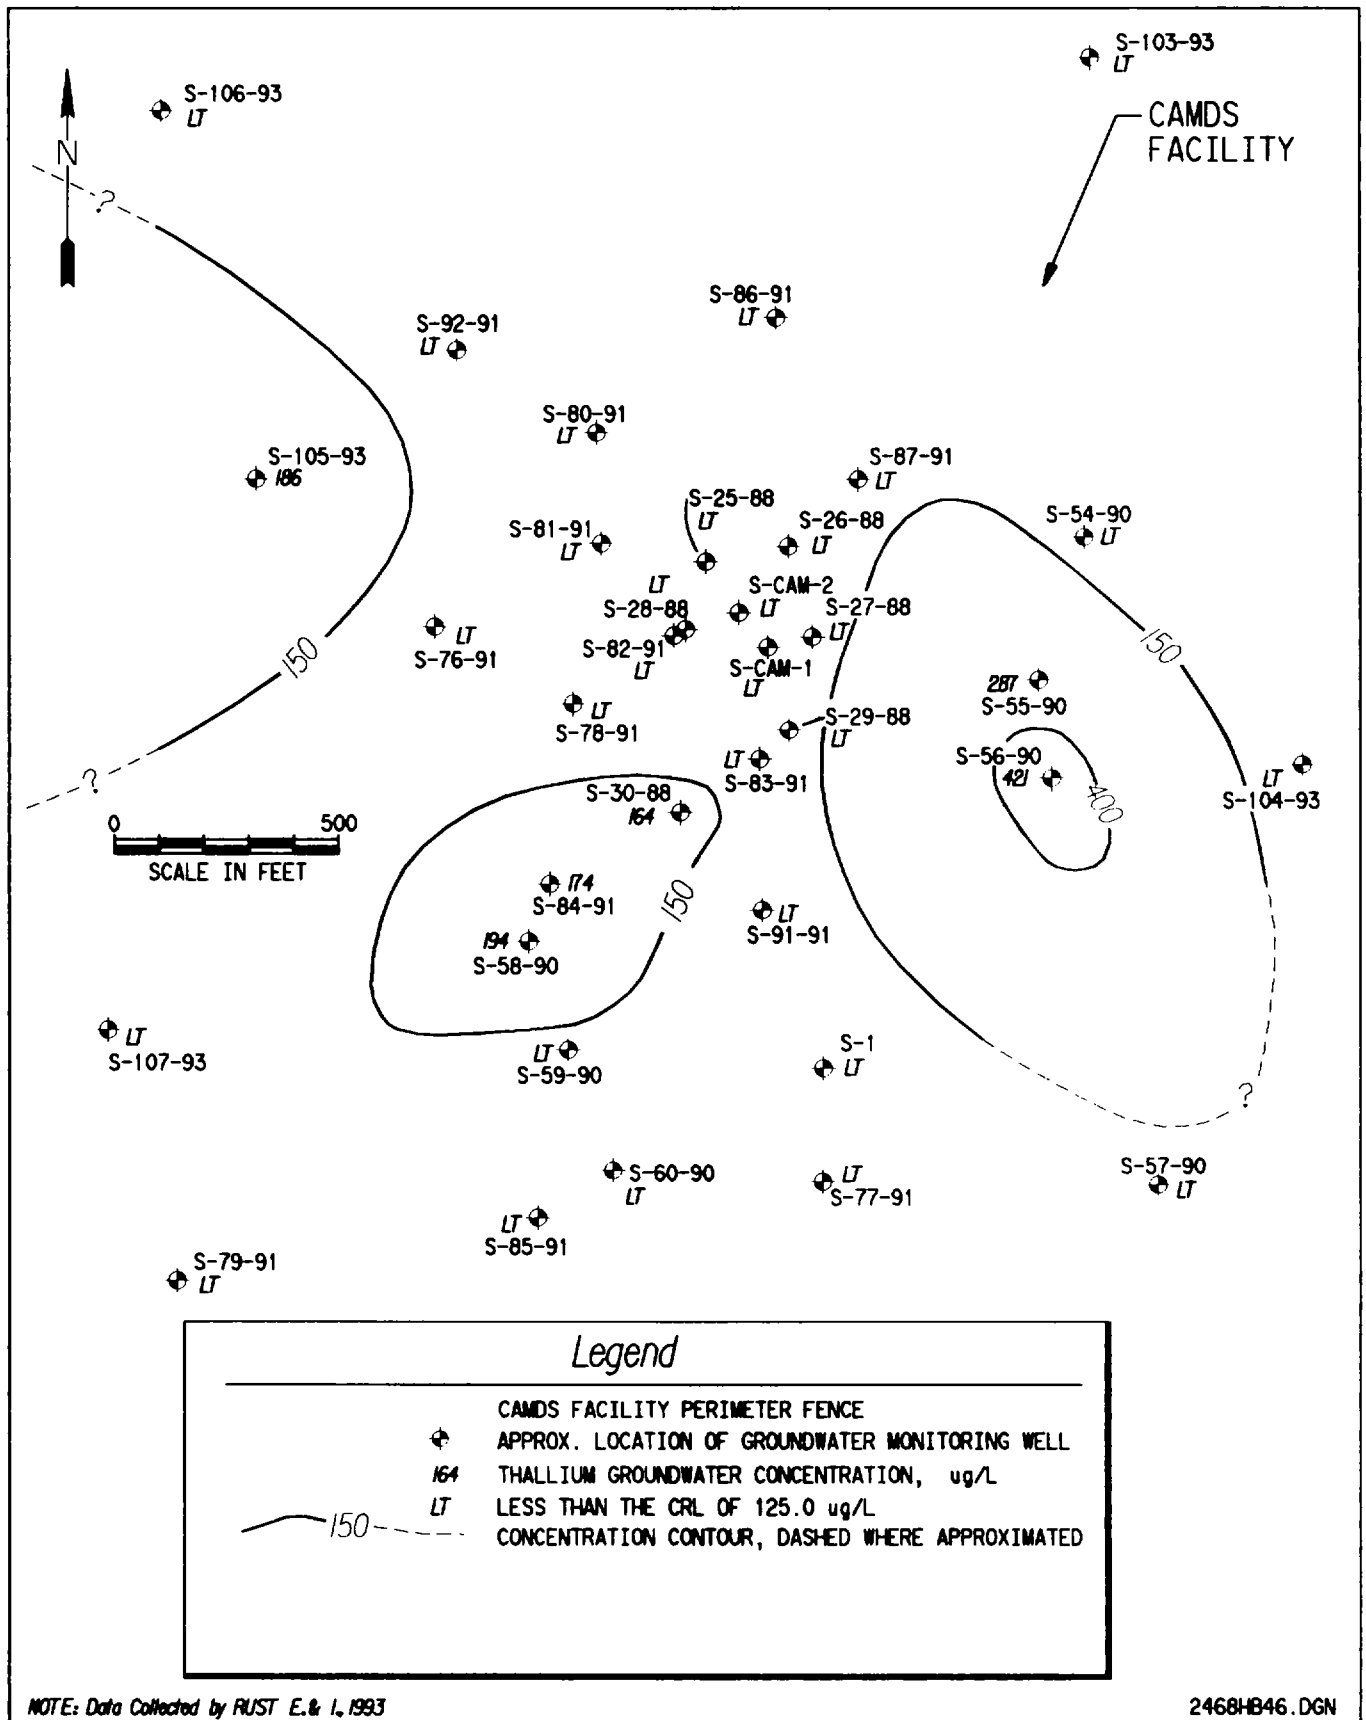 S-103-93
LT
S-106-93
LT
CAMDS
FACILITY
N
?
S-86-91
LT
S-92-91
LT
S-80-91
LT
S-105-93
186
S-87-91
LT
S-25-88
LT
S-26-88
LT
S-54-90
LT
S-81-91
LT
LT
S-CAM-2
LT
S-28-88
S-27-88
LT
LT
S-76-91
S-82-91
LT
S-CAM-1
LT
150
150
287
S-55-90
LT
S-78-91
S-29-88
LT
S-56-90
421
400
LT
S-83-91
LT
S-104-93
?
S-30-88
164
0 500
SCALE IN FEET
174
S-84-91
150
194
S-58-90
LT
S-91-91
LT
S-107-93
LT
S-59-90
S-1
LT
?
S-60-90
LT
LT
S-77-91
S-57-90
LT
LT
S-85-91
S-79-91
LT
Legend
CAMDS FACILITY PERIMETER FENCE
APPROX. LOCATION OF GROUNDWATER MONITORING WELL
164 THALLIUM GROUNDWATER CONCENTRATION, ug/L
LT LESS THAN THE CRL OF 125.0 ug/L
150 CONCENTRATION CONTOUR, DASHED WHERE APPROXIMATED
NOTE: Data Collected by RUST E.& I., 1993
2468HB46.DGN